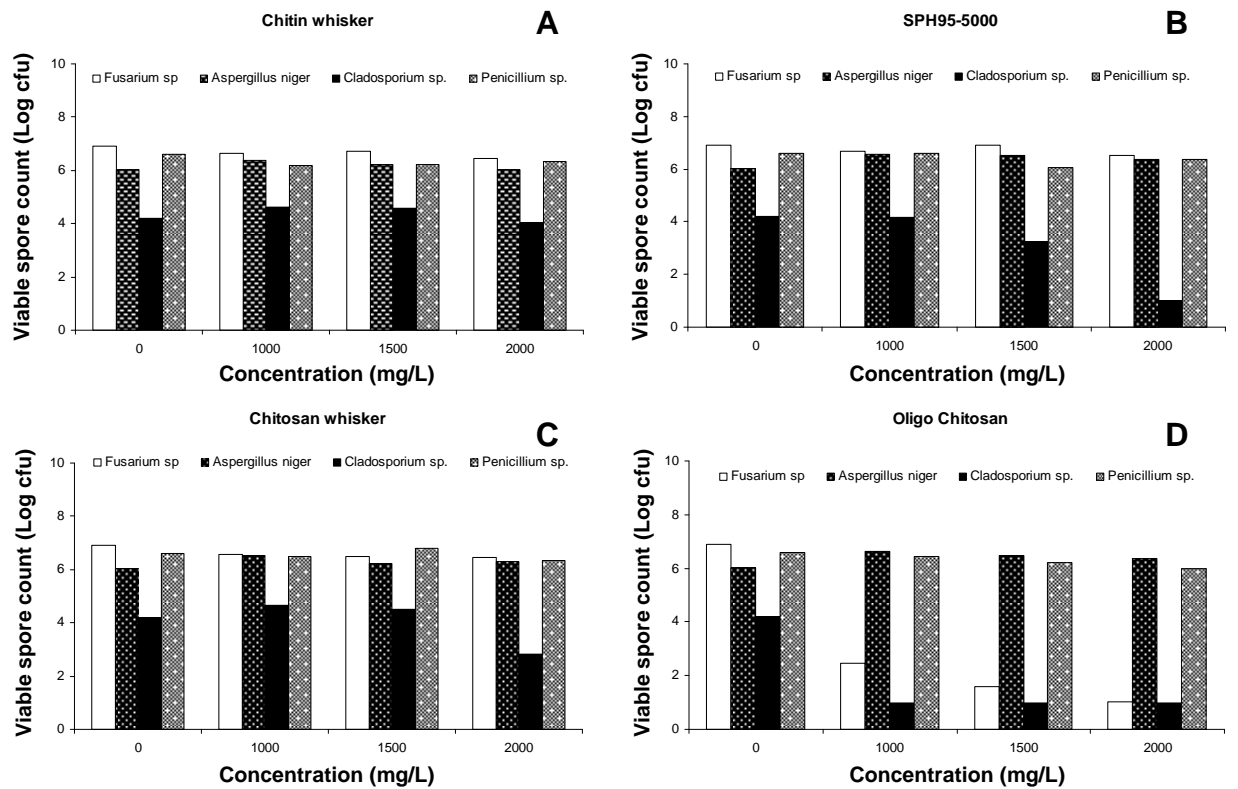 Chitin whisker
A
Fusarium sp Aspergillus niger Cladosporium sp. Penicillium sp.
Viable spore count (Log cfu)
10
8
6
4
2
0
0 1000 1500 2000
Concentration (mg/L)
SPH95-5000
B
Fusarium sp Aspergillus niger Cladosporium sp. Penicillium sp.
Viable spore count (Log cfu)
10
8
6
4
2
0
0 1000 1500 2000
Concentration (mg/L)
Chitosan whisker
C
Fusarium sp Aspergillus niger Cladosporium sp. Penicillium sp.
Viable spore count (Log cfu)
10
8
6
4
2
0
0 1000 1500 2000
Concentration (mg/L)
Oligo Chitosan
D
Fusarium sp Aspergillus niger Cladosporium sp. Penicillium sp.
Viable spore count (Log cfu)
10
8
6
4
2
0
0 1000 1500 2000
Concentration (mg/L)